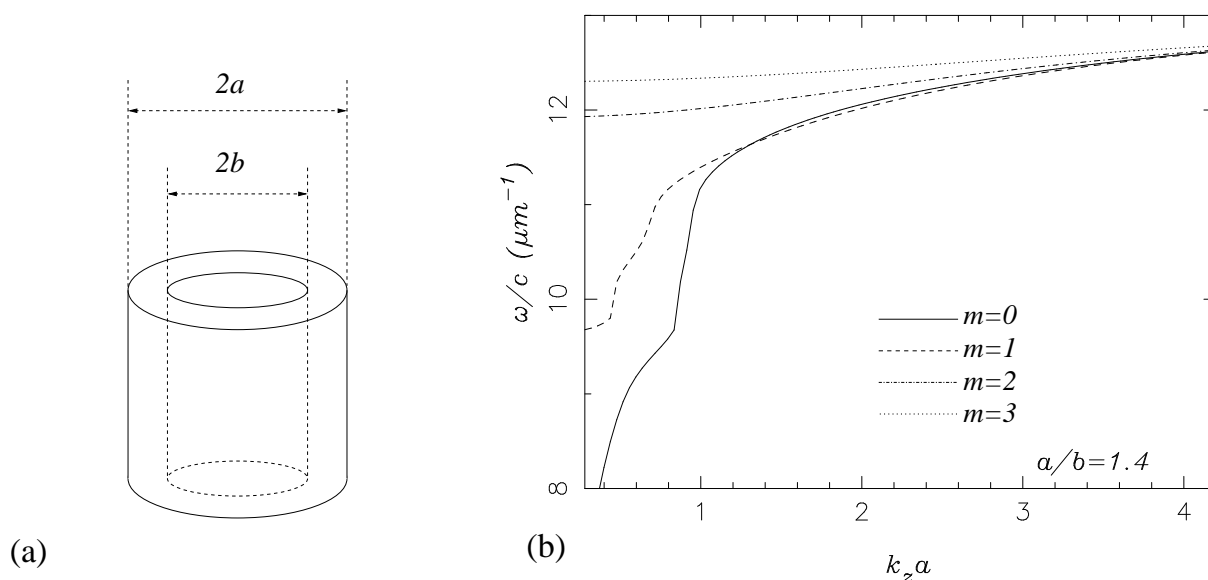 2a
2b
(a)
12
10
8
ω/c (μm⁻¹)
m=0
m=1
m=2
m=3
a/b=1.4
1 2 3 4
k_z a
(b)